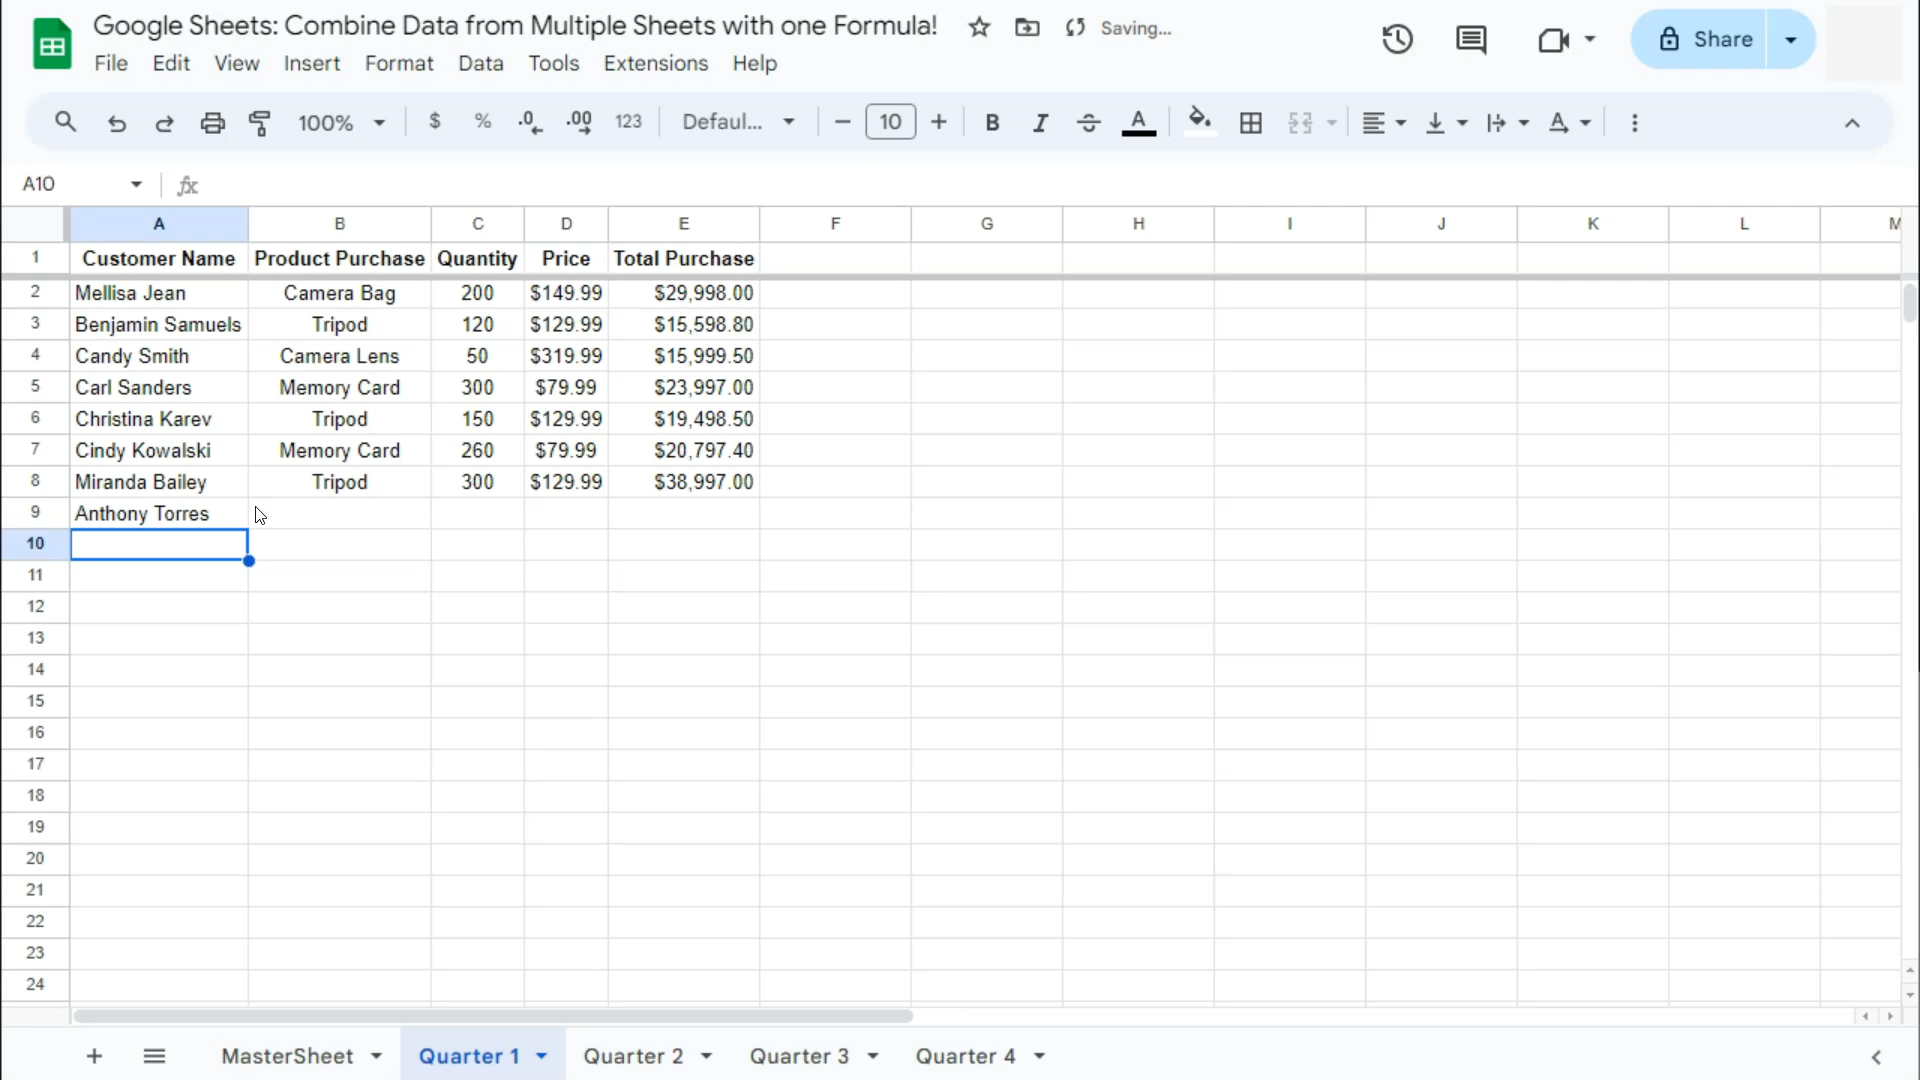 Google Sheets: Combine Data from Multiple Sheets with one Formula! Saving...
File Edit View Insert Format Data Tools Extensions Help
Share
100% $ % .0 .00 123 Defaul... 10 B I A A
A10 fx
A B C D E F G H I J K L M
1 Customer Name Product Purchase Quantity Price Total Purchase
2 Mellisa Jean Camera Bag 200 $149.99 $29,998.00
3 Benjamin Samuels Tripod 120 $129.99 $15,598.80
4 Candy Smith Camera Lens 50 $319.99 $15,999.50
5 Carl Sanders Memory Card 300 $79.99 $23,997.00
6 Christina Karev Tripod 150 $129.99 $19,498.50
7 Cindy Kowalski Memory Card 260 $79.99 $20,797.40
8 Miranda Bailey Tripod 300 $129.99 $38,997.00
9 Anthony Torres
10
11
12
13
14
15
16
17
18
19
20
21
22
23
24
MasterSheet Quarter 1 Quarter 2 Quarter 3 Quarter 4